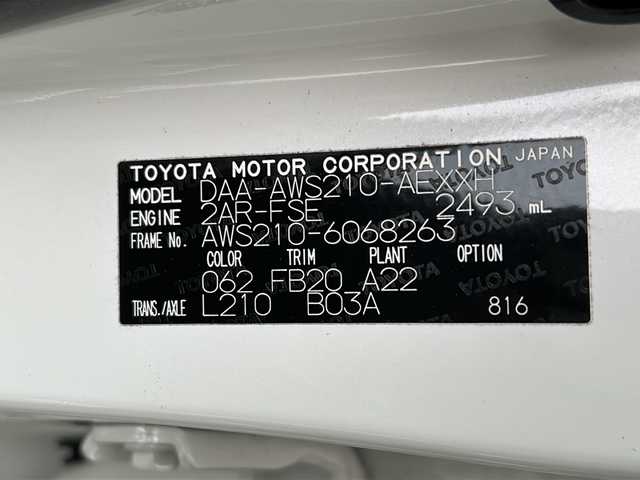 TOYOTA MOTOR CORPORATION JAPAN
MODEL DAA-AWS210-AEXXH
ENGINE 2AR-FSE 2493 mL
FRAME No. AWS210-6068263
COLOR TRIM PLANT OPTION
062 FB20 A22
TRANS./AXLE L210 B03A 816